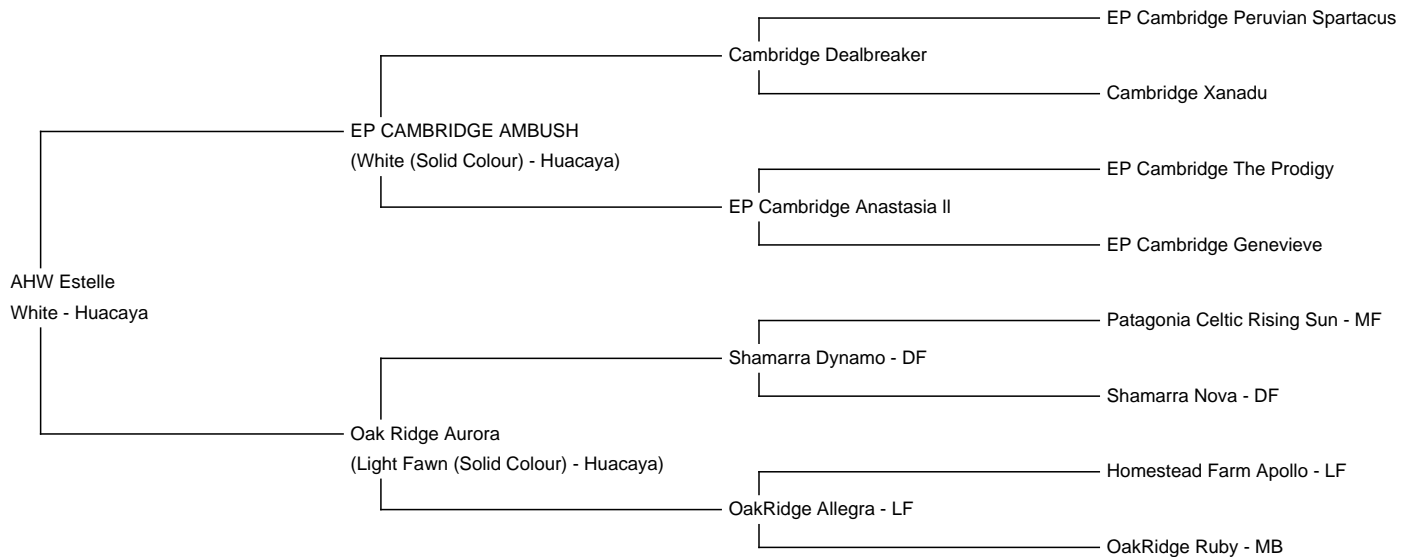 EP Cambridge Peruvian Spartacus
Cambridge Dealbreaker
Cambridge Xanadu
EP CAMBRIDGE AMBUSH
(White (Solid Colour) - Huacaya)
EP Cambridge The Prodigy
EP Cambridge Anastasia ll
EP Cambridge Genevieve
AHW Estelle
White - Huacaya
Patagonia Celtic Rising Sun - MF
Shamarra Dynamo - DF
Shamarra Nova - DF
Oak Ridge Aurora
(Light Fawn (Solid Colour) - Huacaya)
Homestead Farm Apollo - LF
OakRidge Allegra - LF
OakRidge Ruby - MB